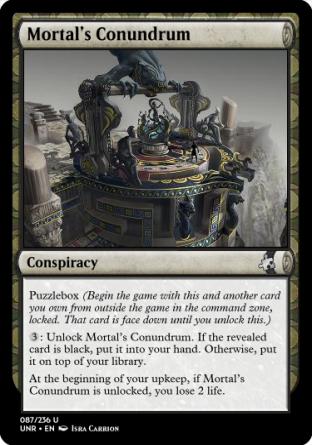 Mortal's Conundrum
Conspiracy
Puzzlebox (Begin the game with this and another card
you own from outside the game in the command zone,
locked. That card is face down until you unlock this.)
3: Unlock Mortal's Conundrum. If the revealed
card is black, put it into your hand. Otherwise, put
it on top of your library.
At the beginning of your upkeep, if Mortal's
Conundrum is unlocked, you lose 2 life.
087/236 U
UNR • EN Isra Carrion